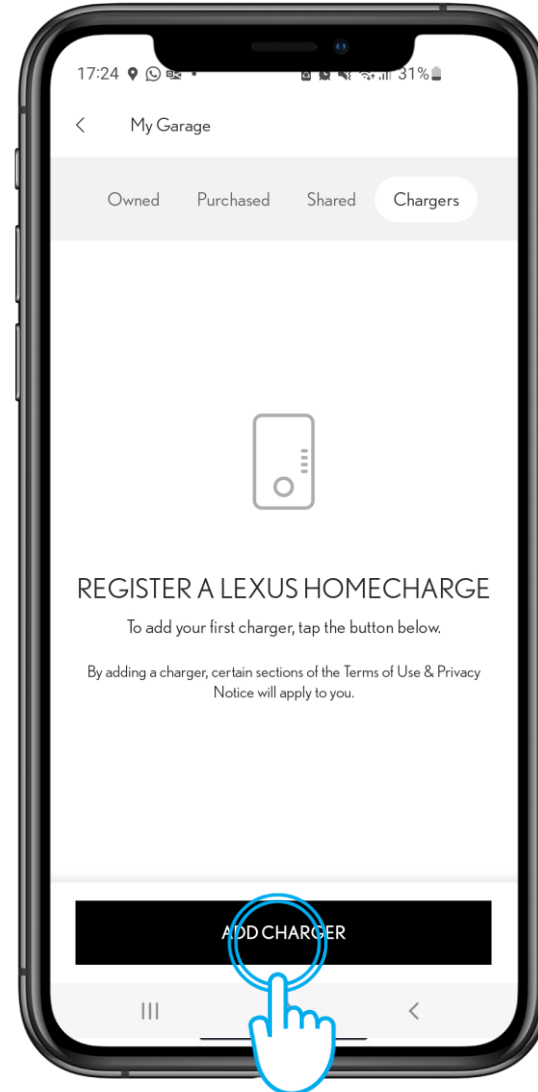 17:24 31%
My Garage
Owned Purchased Shared Chargers
REGISTER A LEXUS HOMECHARGE
To add your first charger, tap the button below.
By adding a charger, certain sections of the Terms of Use & Privacy
Notice will apply to you.
ADD CHARGER